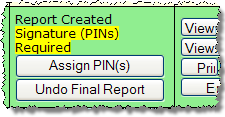 Report Created
Signature (PINs)
Required
Assign PIN(s)
Undo Final Report